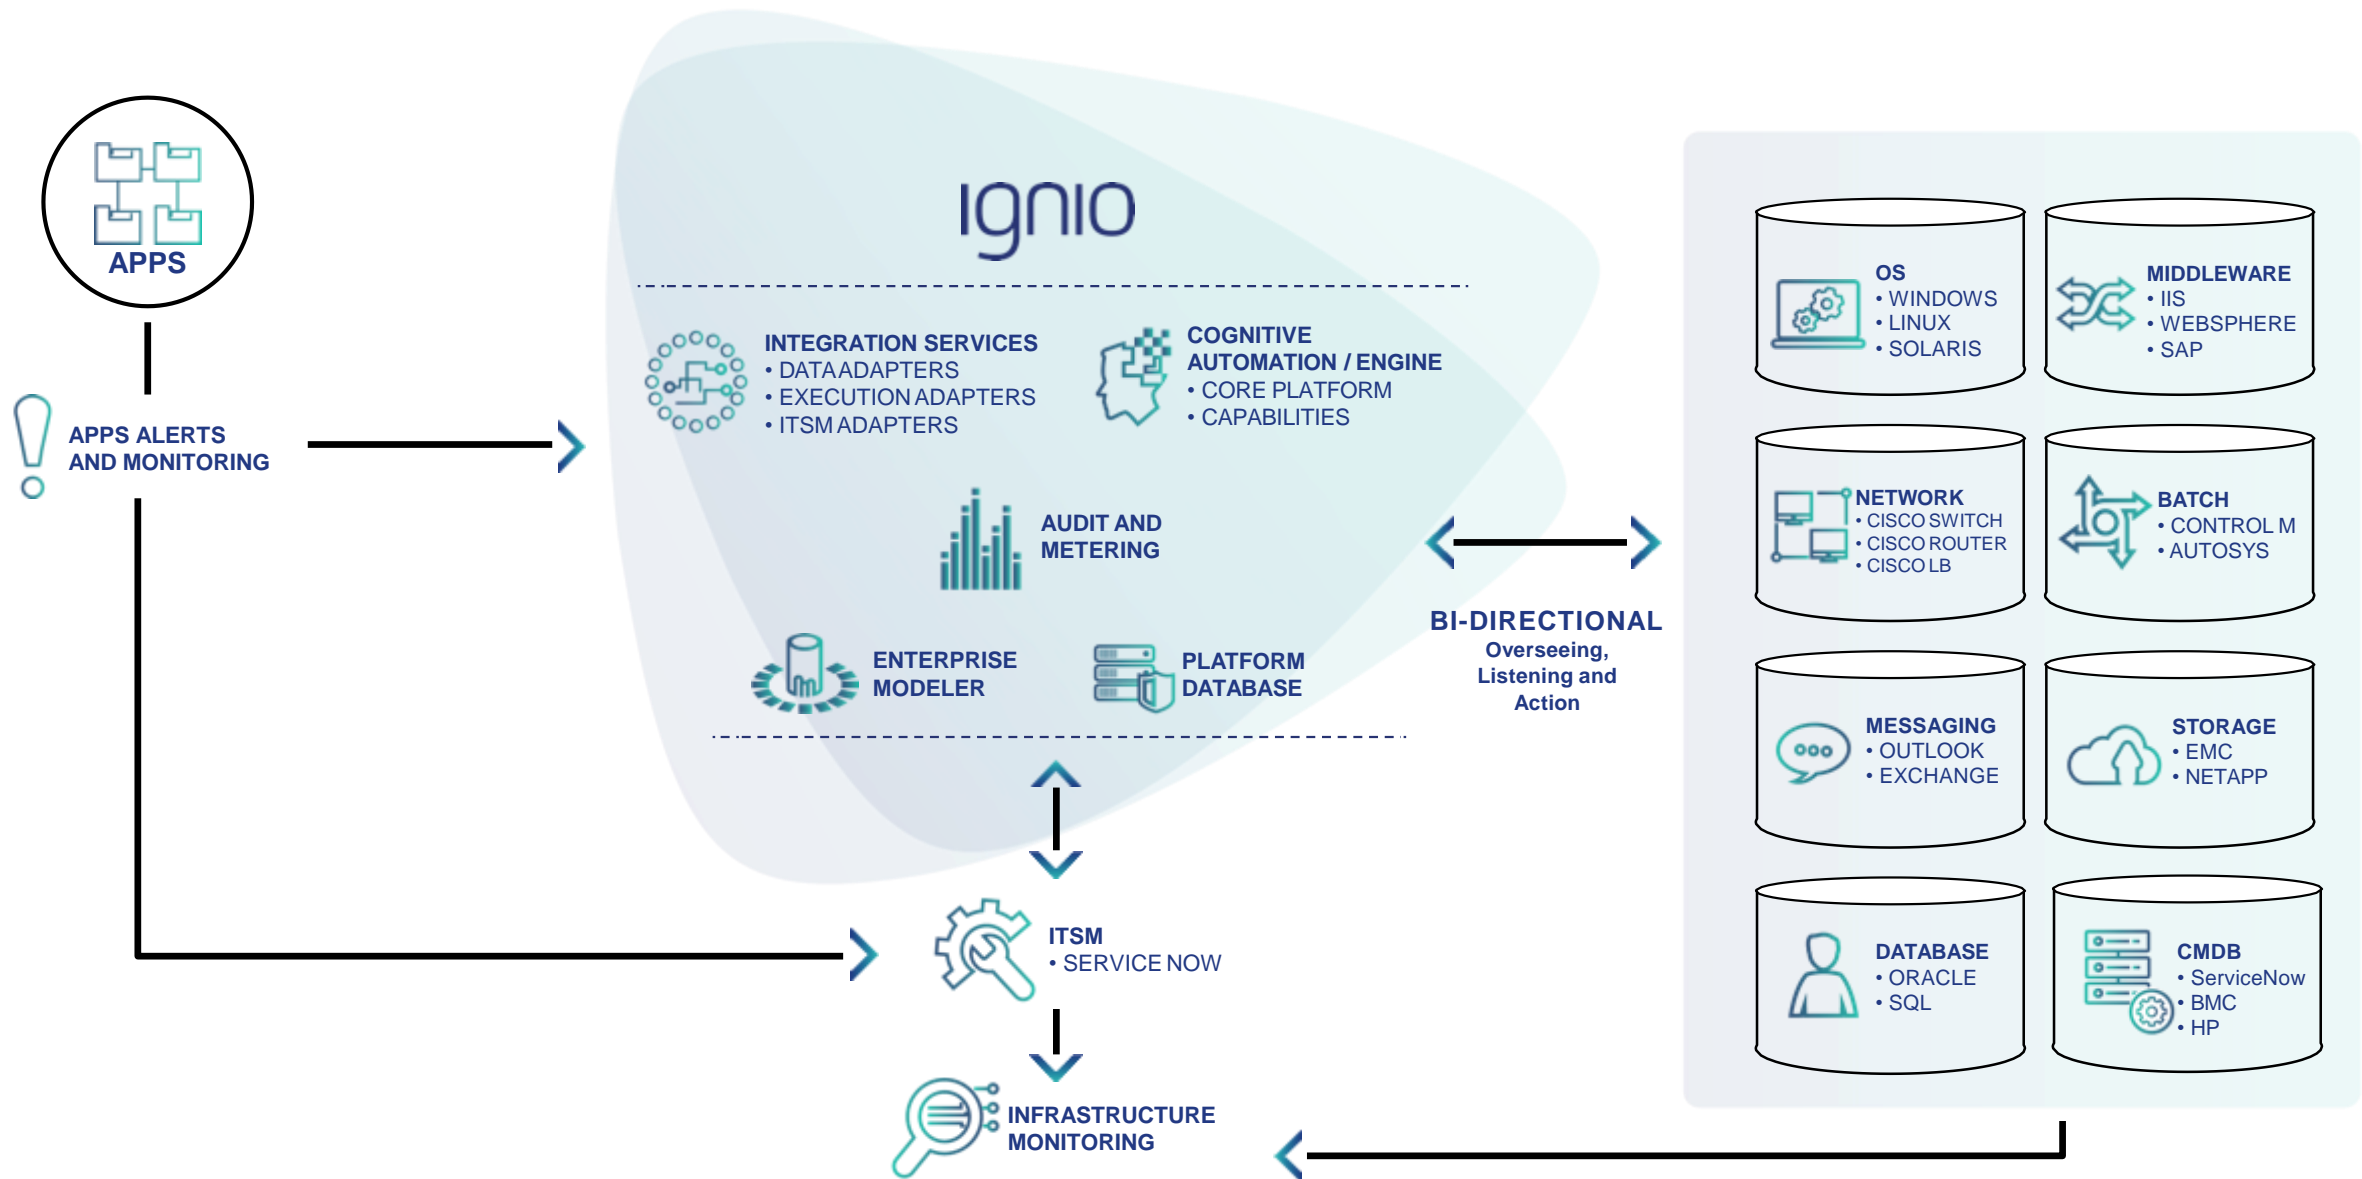 APPS
APPS ALERTS
AND MONITORING
ignio
INTEGRATION SERVICES
• DATA ADAPTERS
• EXECUTION ADAPTERS
• ITSM ADAPTERS
COGNITIVE
AUTOMATION / ENGINE
• CORE PLATFORM
• CAPABILITIES
AUDIT AND
METERING
ENTERPRISE
MODELER
PLATFORM
DATABASE
BI-DIRECTIONAL
Overseeing,
Listening and
Action
ITSM
• SERVICE NOW
INFRASTRUCTURE
MONITORING
OS
• WINDOWS
• LINUX
• SOLARIS
MIDDLEWARE
• IIS
• WEBSPHERE
• SAP
NETWORK
• CISCO SWITCH
• CISCO ROUTER
• CISCO LB
BATCH
• CONTROL M
• AUTOSYS
MESSAGING
• OUTLOOK
• EXCHANGE
STORAGE
• EMC
• NETAPP
DATABASE
• ORACLE
• SQL
CMDB
• ServiceNow
• BMC
• HP